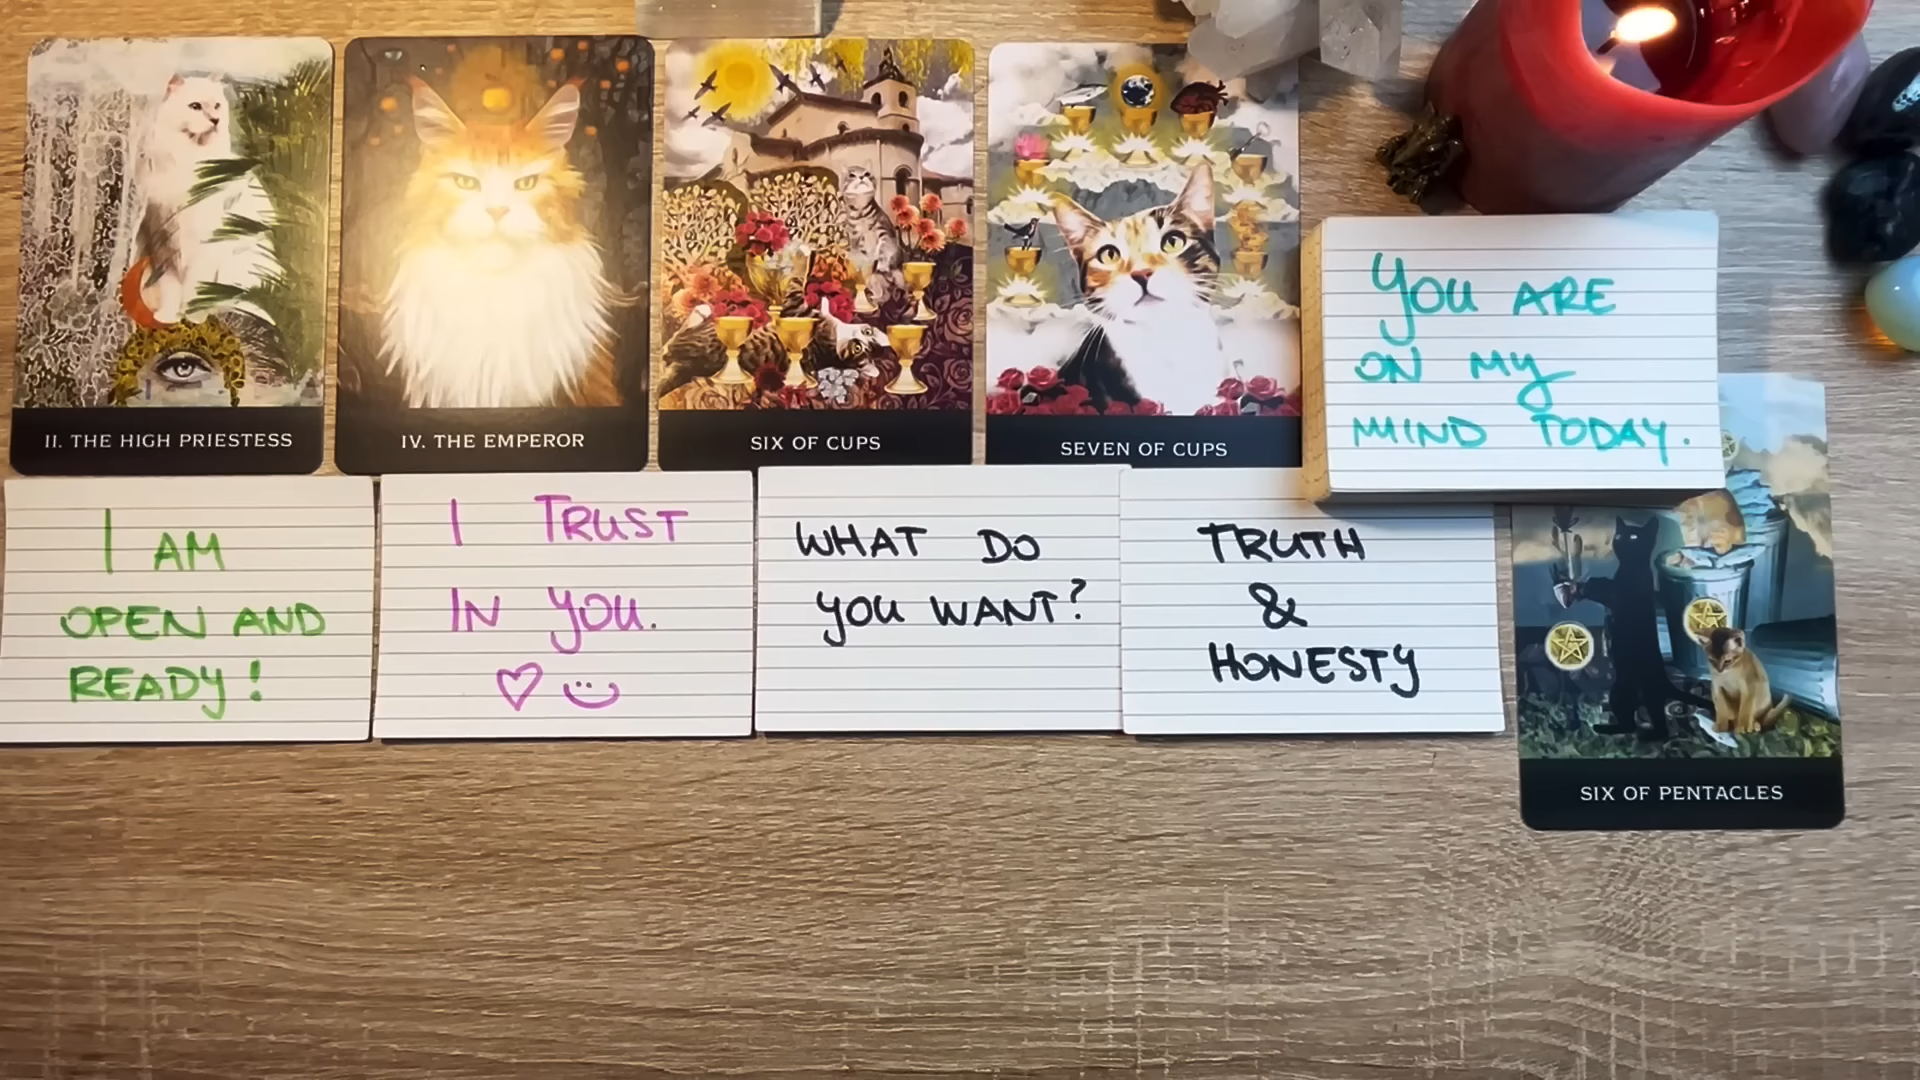 II. THE HIGH PRIESTESS
IV. THE EMPEROR
SIX OF CUPS
SEVEN OF CUPS
YOU ARE
ON MY
MIND TODAY.
I AM
OPEN AND
READY!
I TRUST
IN YOU.
WHAT DO
YOU WANT?
TRUTH
&
HONESTY
SIX OF PENTACLES